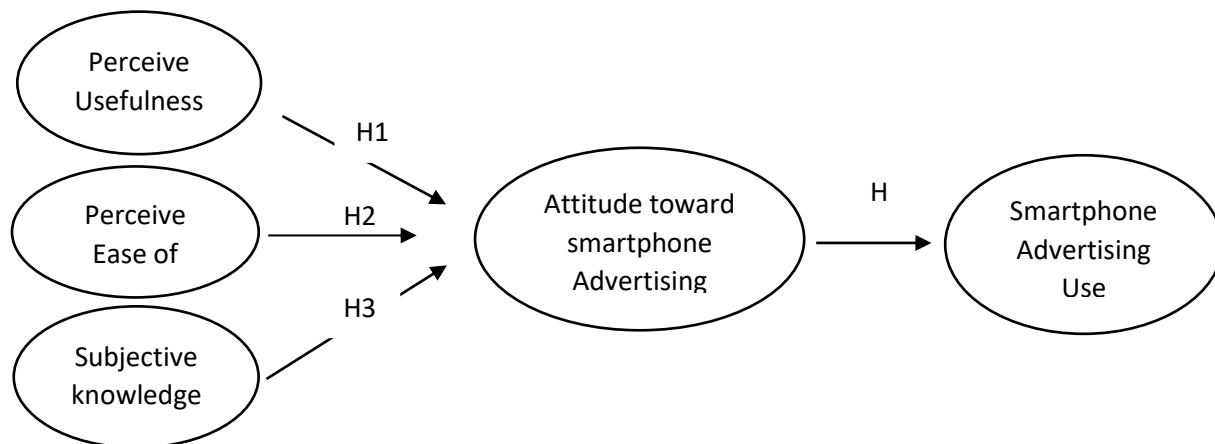 Perceive
Usefulness
H1
Perceive
Ease of
H2
Subjective
knowledge
H3
Attitude toward
smartphone
Advertising
H
Smartphone
Advertising
Use